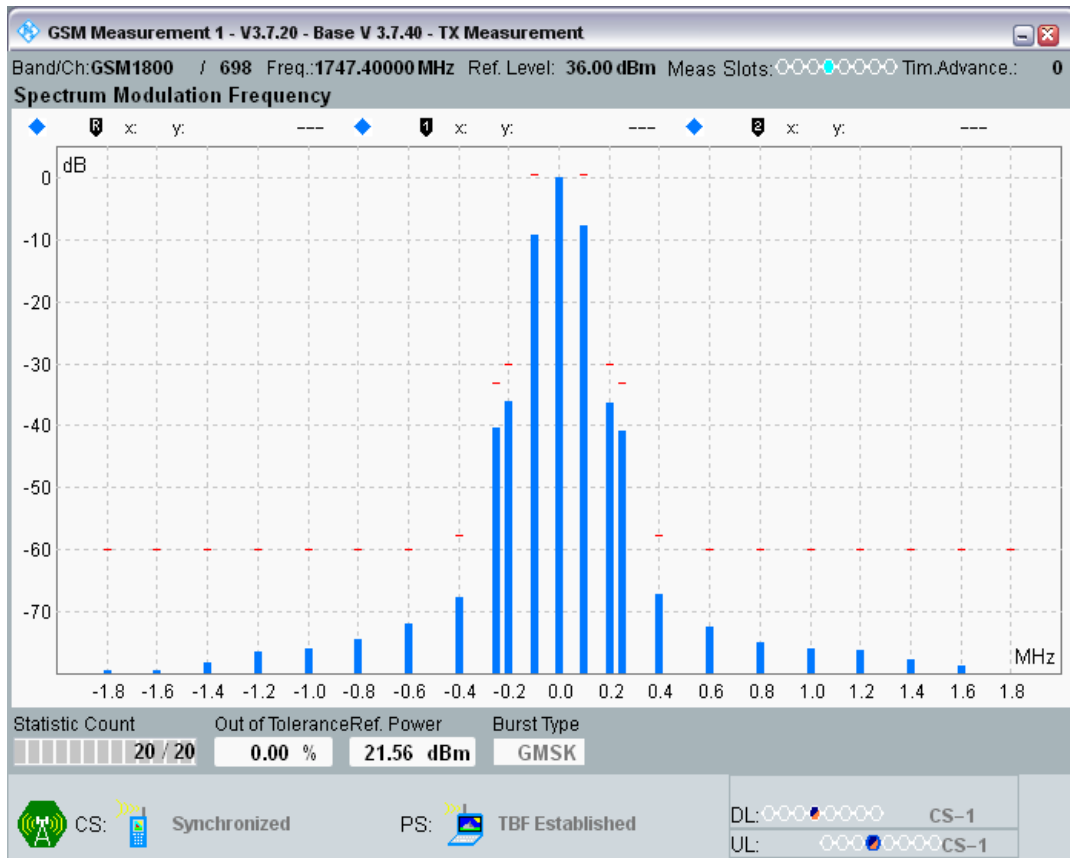 GSM Measurement 1 - V3.7.20 - Base V 3.7.40 - TX Measurement
Band/Ch:GSM1800 / 698 Freq.:1747.40000 MHz Ref. Level: 36.00 dBm Meas Slots: Tim.Advance.: 0
Spectrum Modulation Frequency
R x: y: --- 1 x: y: --- 2 x: y: ---
dB
0
-10
-20
-30
-40
-50
-60
-70
MHz
-1.8 -1.6 -1.4 -1.2 -1.0 -0.8 -0.6 -0.4 -0.2 0.0 0.2 0.4 0.6 0.8 1.0 1.2 1.4 1.6 1.8
Statistic Count Out of Tolerance Ref. Power Burst Type
20 / 20 0.00 % 21.56 dBm GMSK
CS: Synchronized PS: TBF Established
DL: CS-1
UL: CS-1